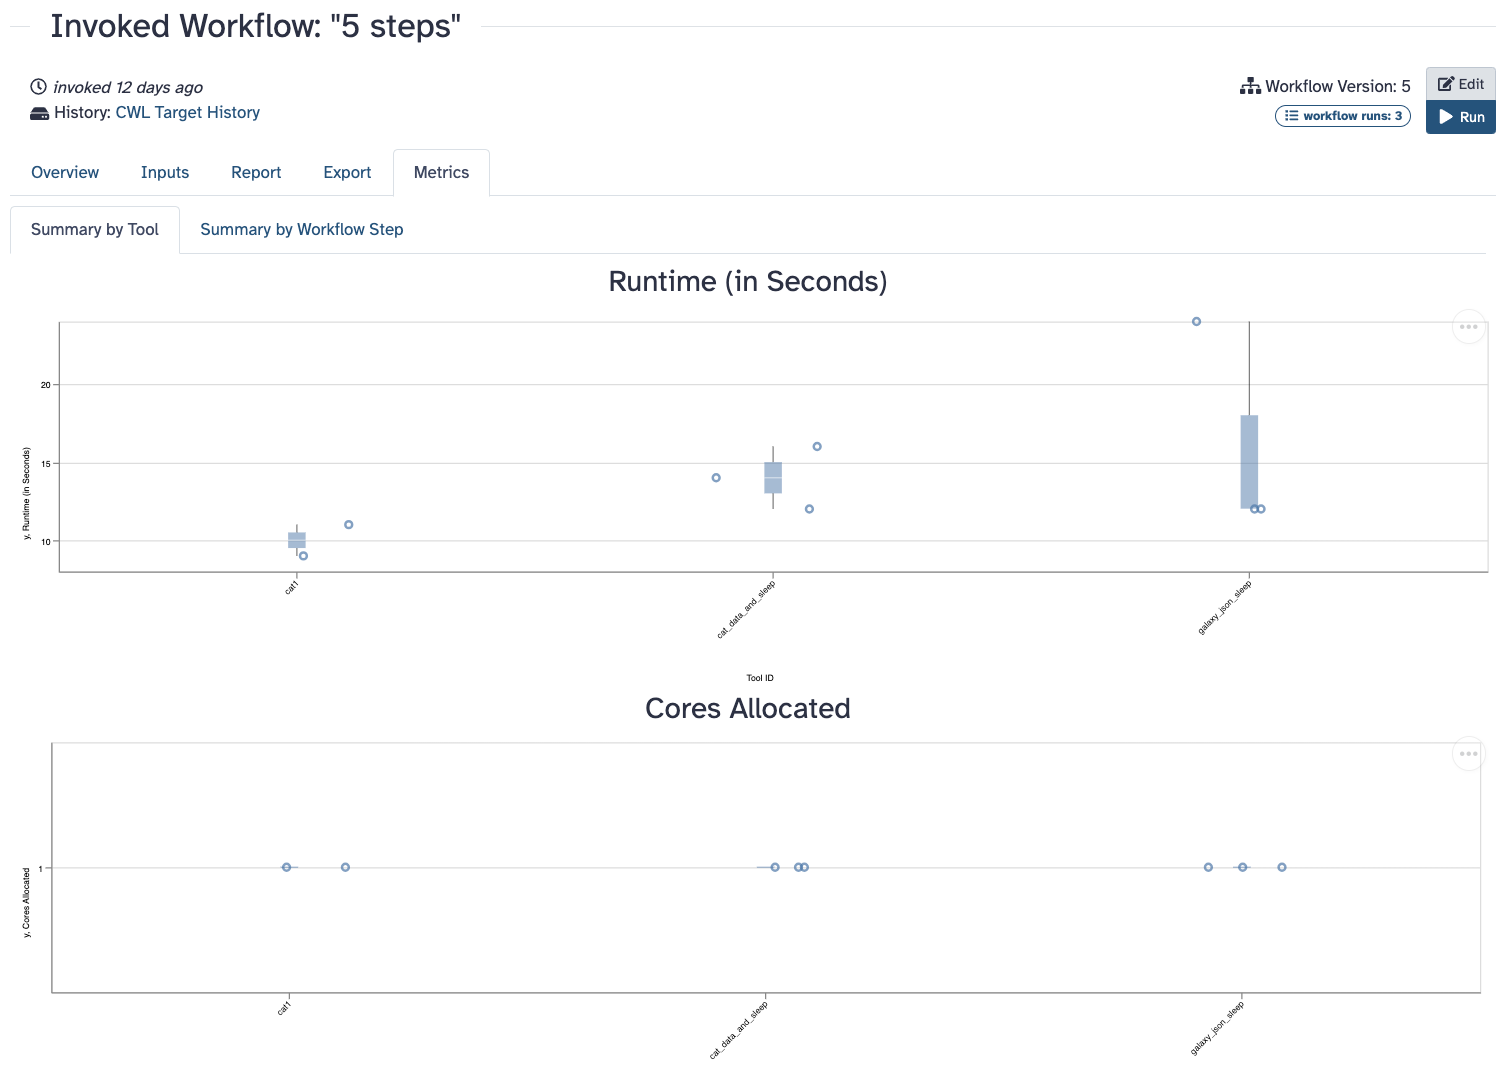 Invoked Workflow: "5 steps"
invoked 12 days ago
Workflow Version: 5
Edit
History: CWL Target History
workflow runs: 3
Run
Overview
Inputs
Report
Export
Metrics
Summary by Tool
Summary by Workflow Step
Runtime (in Seconds)
y, Runtime (in Seconds)
20
15
10
cat1
cat_data_and_sleep
galaxy_json_sleep
Tool ID
Cores Allocated
y, Cores Allocated
1
cat1
cat_data_and_sleep
galaxy_json_sleep